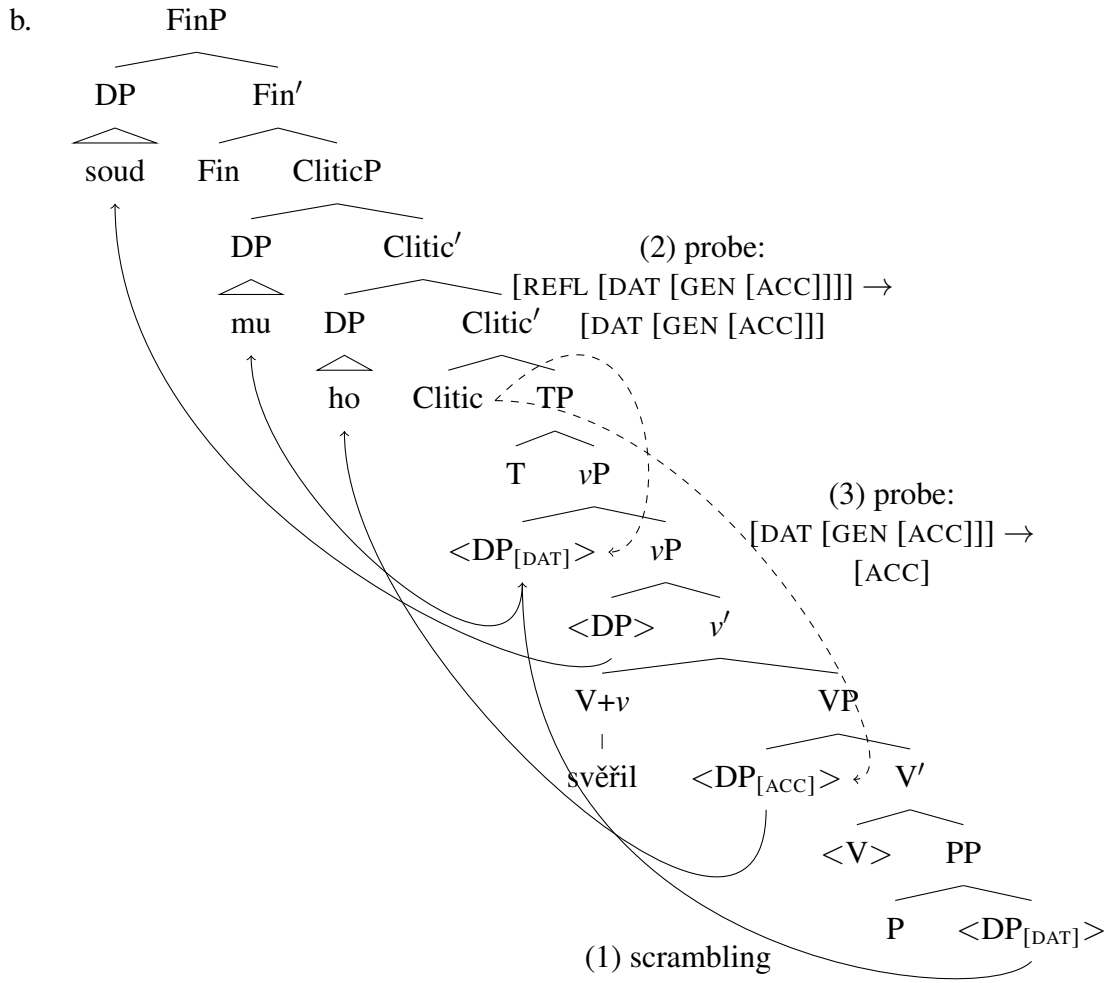 b. FinP
DP Fin′
soud Fin CliticP
DP Clitic′ (2) probe:
[REFL [DAT [GEN [ACC]]]] →
mu DP Clitic′ [DAT [GEN [ACC]]]
ho Clitic TP
T vP (3) probe:
<DP[DAT]> vP [DAT [GEN [ACC]]] →
[ACC]
<DP> v′
V+v VP
svěřil <DP[ACC]> V′
<V> PP
P <DP[DAT]>
(1) scrambling